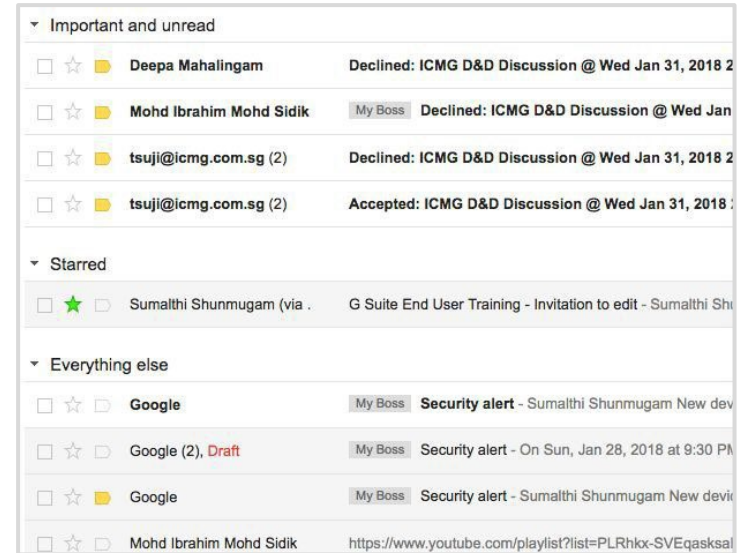 Important and unread
Deepa Mahalingam Declined: ICMG D&D Discussion @ Wed Jan 31, 2018 2
Mohd Ibrahim Mohd Sidik My Boss Declined: ICMG D&D Discussion @ Wed Jan
tsuji@icmg.com.sg (2) Declined: ICMG D&D Discussion @ Wed Jan 31, 2018 2
tsuji@icmg.com.sg (2) Accepted: ICMG D&D Discussion @ Wed Jan 31, 2018
Starred
Sumalthi Shunmugam (via . G Suite End User Training - Invitation to edit - Sumalthi Shu
Everything else
Google My Boss Security alert - Sumalthi Shunmugam New dev
Google (2), Draft My Boss Security alert - On Sun, Jan 28, 2018 at 9:30 PM
Google My Boss Security alert - Sumalthi Shunmugam New devi
Mohd Ibrahim Mohd Sidik https://www.youtube.com/playlist?list=PLRhkx-SVEqasksal